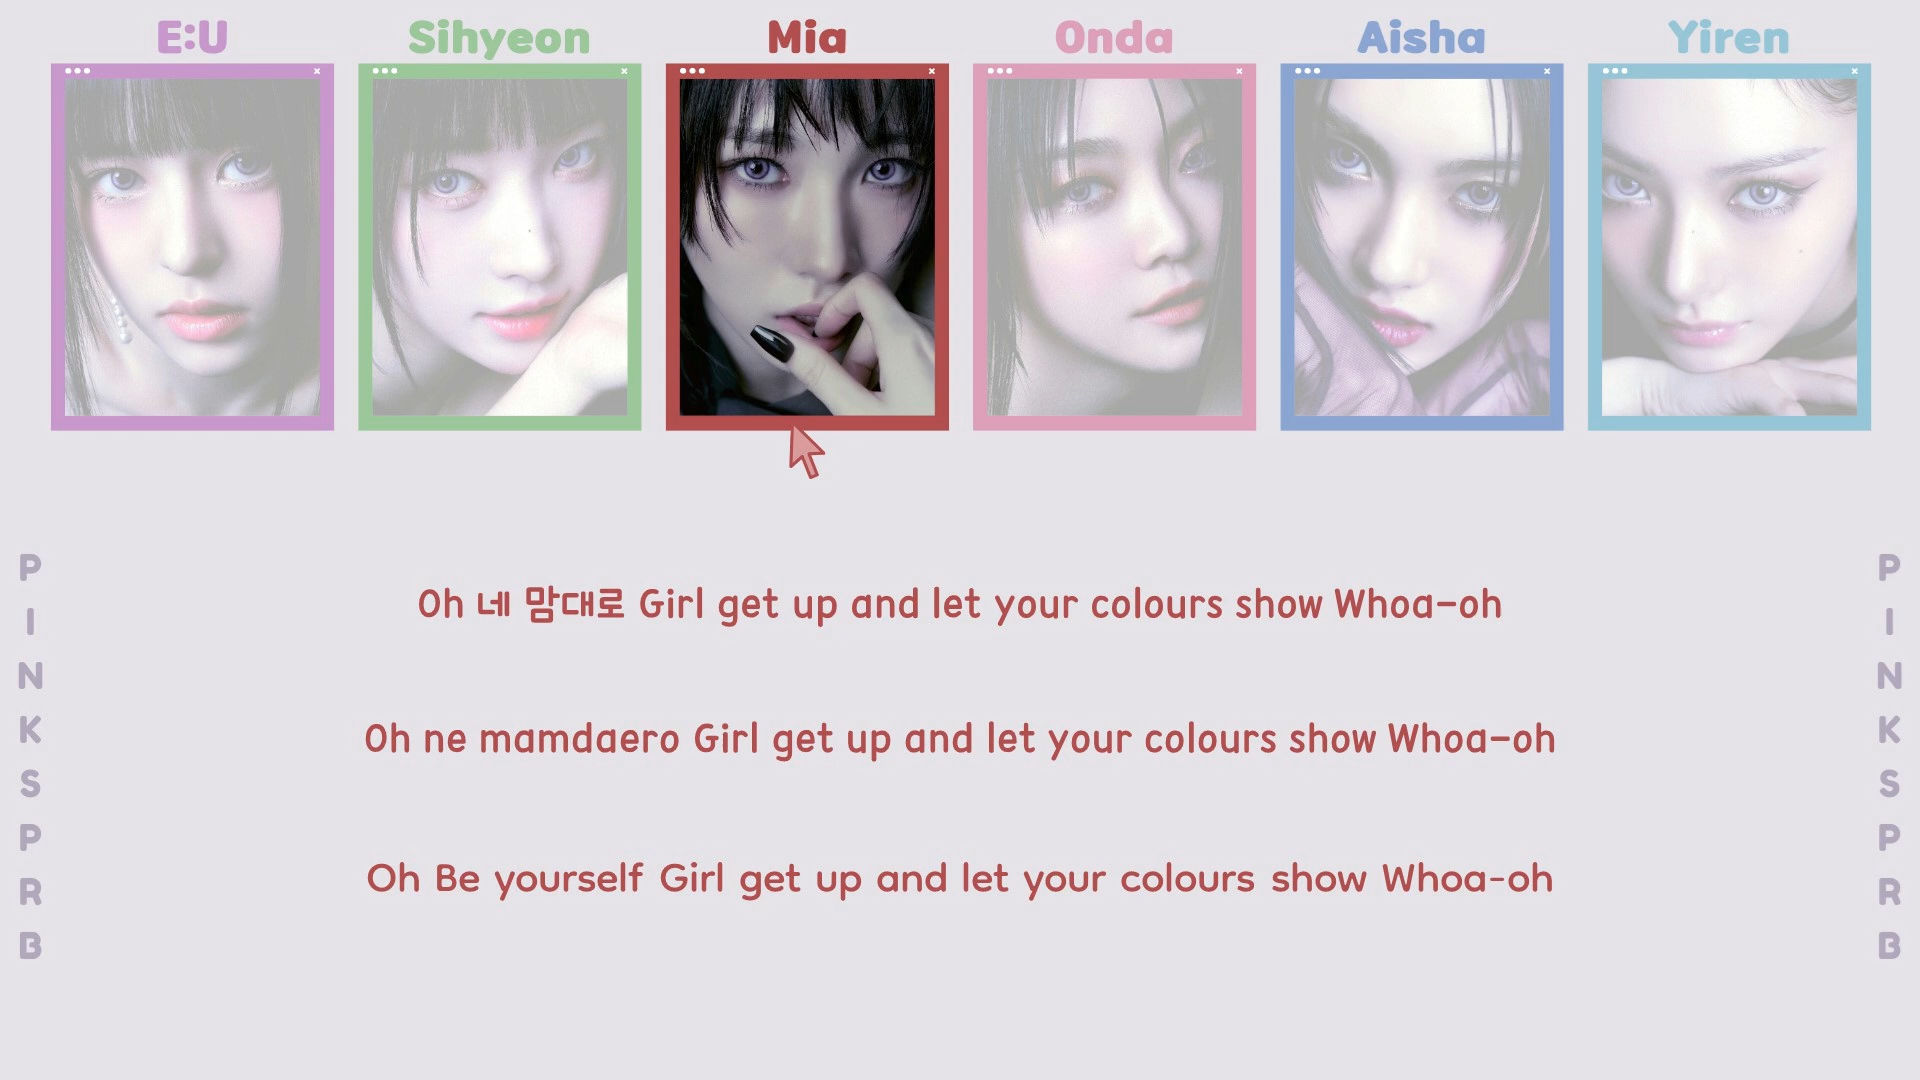 E:U
Sihyeon
Mia
Onda
Aisha
Yiren
Oh 네 맘대로 Girl get up and let your colours show Whoa-oh
Oh ne mamdaero Girl get up and let your colours show Whoa-oh
Oh Be yourself Girl get up and let your colours show Whoa-oh
PINKSPRB
PINKSPRB